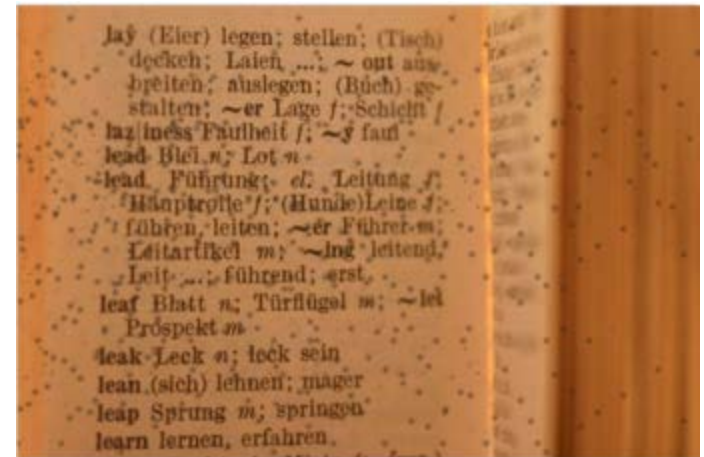 lay (Eier) legen; stellen; (Tisch)
decken; Laien ...; ~ out aus-
breiten; auslegen; (Buch) ge-
stalten; ~er Lage f; Schicht f
laz|iness Faulheit f; ~y faul
lead Blei n; Lot n
lead Führung; el. Leitung f;
Hauptrolle f; (Hunde)Leine f;
führen, leiten; ~er Führer m;
Leitartikel m; ~ing leitend,
Leit ...; führend; erst
leaf Blatt n; Türflügel m; ~let
Prospekt m
leak Leck n; leck sein
lean (sich) lehnen; mager
leap Sprung m; springen
learn lernen, erfahren